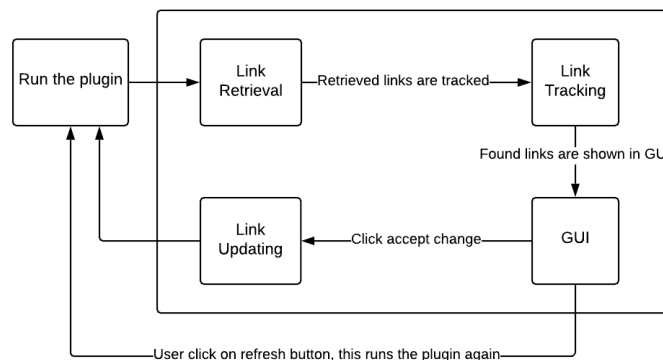 Run the plugin
Link
Retrieval
Retrieved links are tracked
Link
Tracking
Found links are shown in GU
Link
Updating
Click accept change
GUI
User click on refresh button, this runs the plugin again